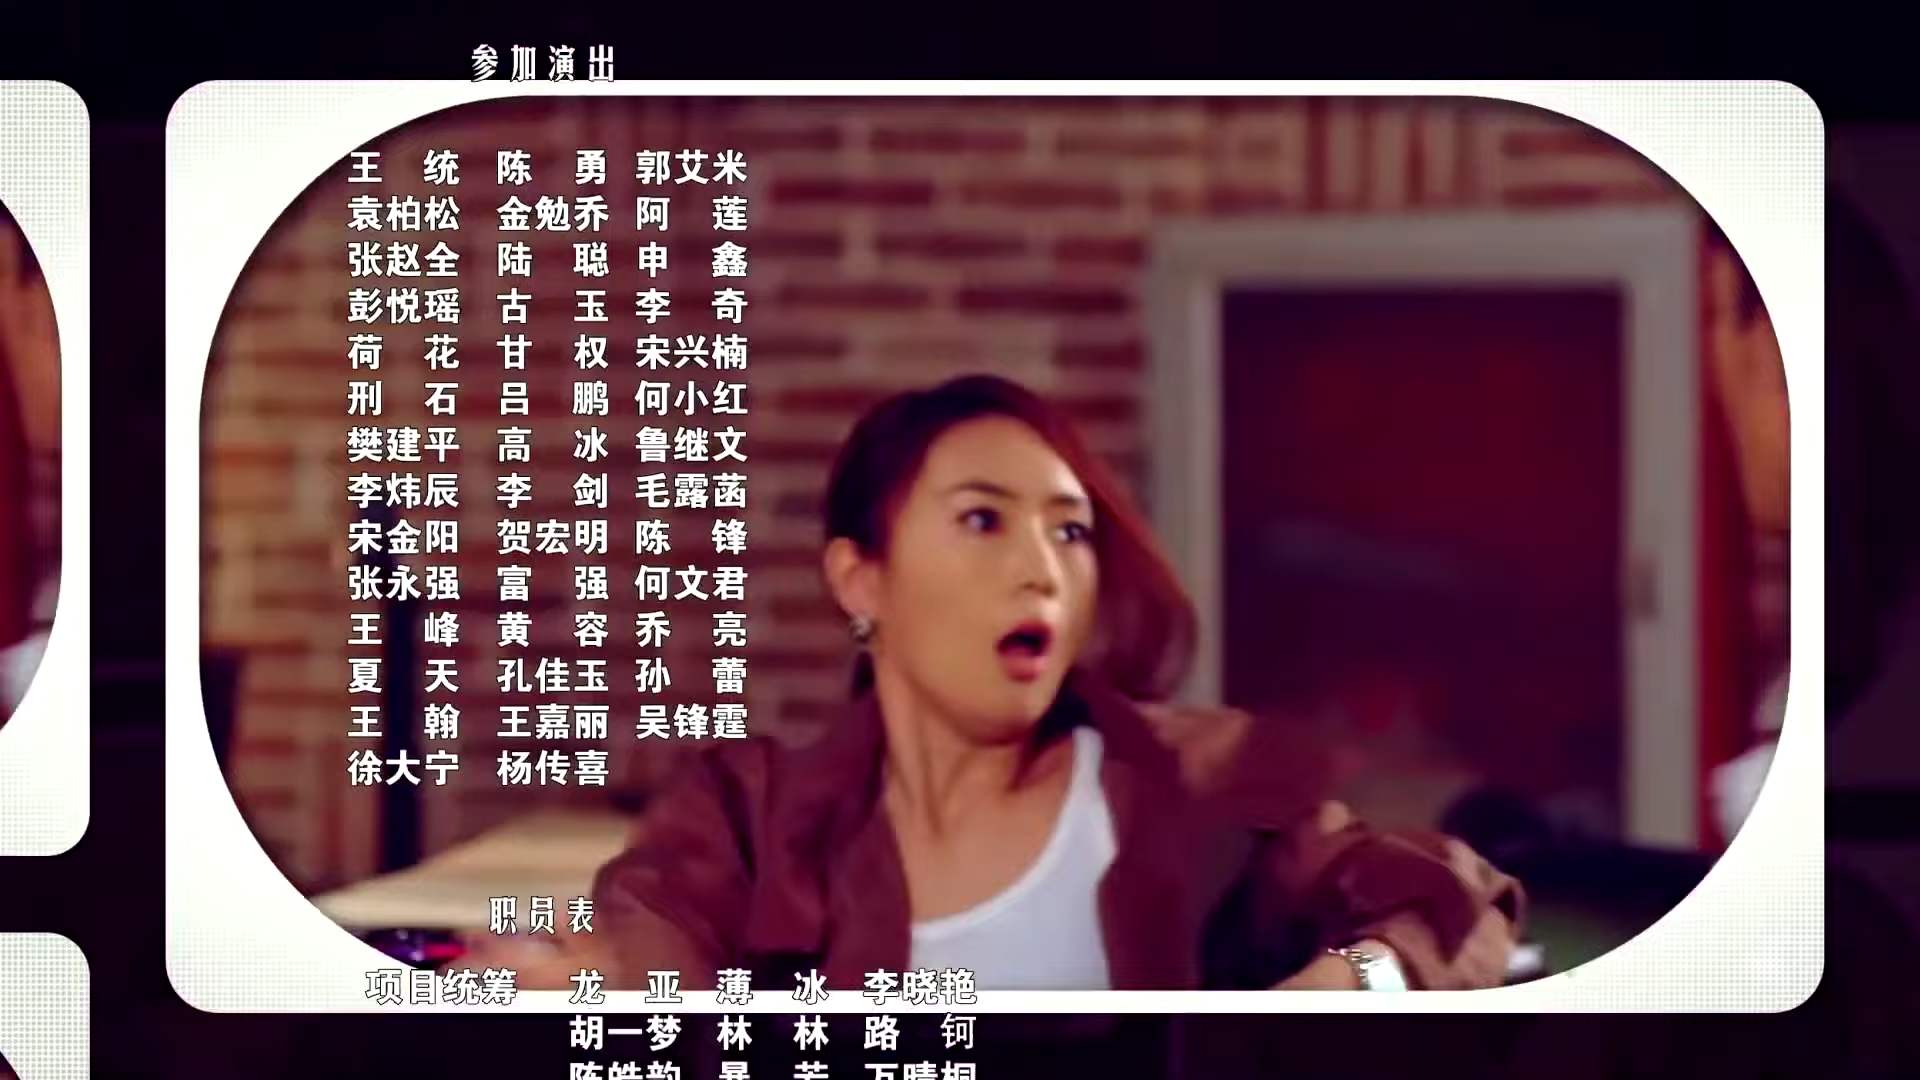 参加演出
王统 陈勇 郭艾米
袁柏松 金勉乔 阿莲
张赵全 陆聪 申鑫
彭悦瑶 古玉 李奇
荷花 甘权 宋兴楠
刑石 吕鹏 何小红
樊建平 高冰 鲁继文
李炜辰 李剑 毛露菡
宋金阳 贺宏明 陈锋
张永强 富强 何文君
王峰 黄容 乔亮
夏天 孔佳玉 孙蕾
王翰 王嘉丽 吴锋霆
徐大宁 杨传喜
职员表
项目统筹 龙亚 薄冰 李晓艳
胡一梦 林林 路钶